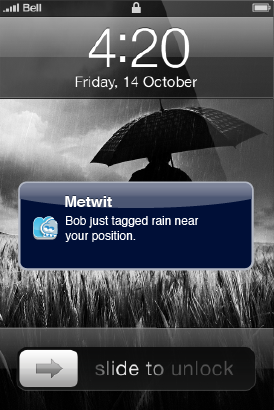 Bell
4:20
Friday, 14 October
Metwit
Bob just tagged rain near
your position.
slide to unlock